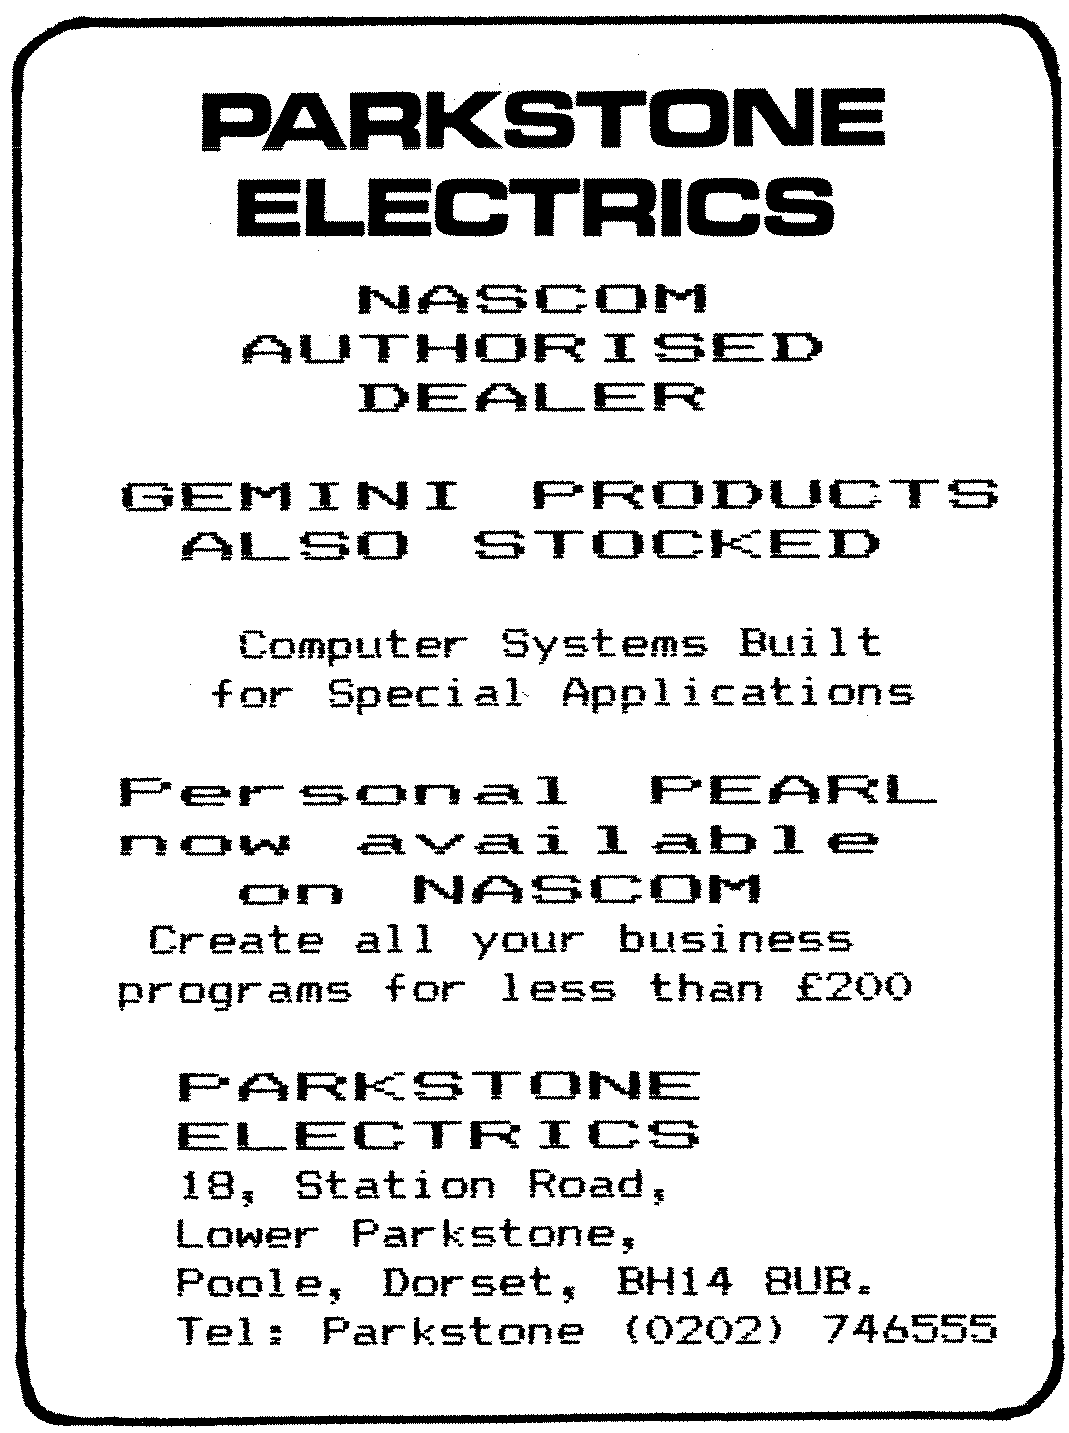 PARKSTONE
ELECTRICS
NASCOM
AUTHORISED
DEALER
GEMINI PRODUCTS
ALSO STOCKED
Computer Systems Built
for Special Applications
Personal PEARL
now available
on NASCOM
Create all your business
programs for less than £200
PARKSTONE
ELECTRICS
18, Station Road,
Lower Parkstone,
Poole, Dorset, BH14 8UB.
Tel: Parkstone (0202) 746555